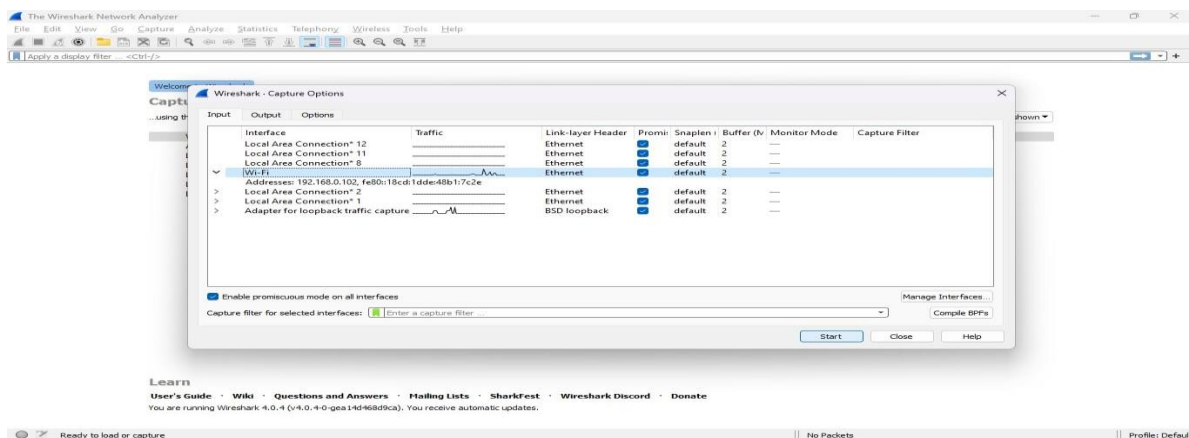 The Wireshark Network Analyzer
File Edit View Go Capture Analyze Statistics Telephony Wireless Tools Help
Apply a display filter ... <Ctrl-/>
Welcome
Captu
...using th
shown
Wireshark · Capture Options
Input Output Options
Interface Traffic Link-layer Header Promi: Snaplen ( Buffer (M Monitor Mode Capture Filter
Local Area Connection* 12 Ethernet default 2 —
Local Area Connection* 11 Ethernet default 2 —
Local Area Connection* 8 Ethernet default 2 —
Wi-Fi Ethernet default 2 —
Addresses: 192.168.0.102, fe80::18cd:1dde:48b1:7c2e
Local Area Connection* 2 Ethernet default 2 —
Local Area Connection* 1 Ethernet default 2 —
Adapter for loopback traffic capture BSD loopback default 2 —
Enable promiscuous mode on all interfaces
Manage Interfaces...
Capture filter for selected interfaces: Enter a capture filter ...
Compile BPFs
Start Close Help
Learn
User's Guide · Wiki · Questions and Answers · Mailing Lists · SharkFest · Wireshark Discord · Donate
You are running Wireshark 4.0.4 (v4.0.4-0-gea14d468d9ca). You receive automatic updates.
Ready to load or capture No Packets Profile: Defaul